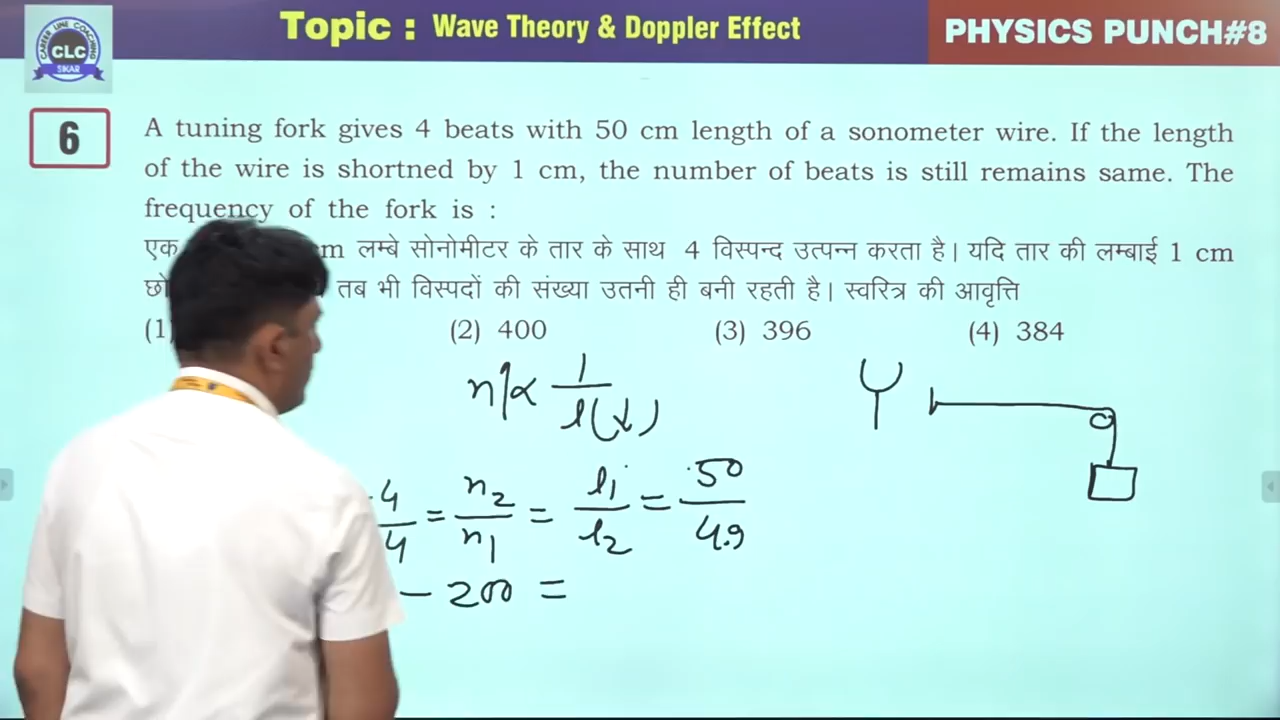 Topic : Wave Theory & Doppler Effect
PHYSICS PUNCH#8
CAREER LINE COACHING
CLC
SIKAR
6
A tuning fork gives 4 beats with 50 cm length of a sonometer wire. If the length
of the wire is shortned by 1 cm, the number of beats is still remains same. The
frequency of the fork is :
एक m लम्बे सोनोमीटर के तार के साथ 4 विस्पन्द उत्पन्न करता है। यदि तार की लम्बाई 1 cm
छो तब भी विस्पदों की संख्या उतनी ही बनी रहती है। स्वरित्र की आवृत्ति
(1) (2) 400 (3) 396 (4) 384
n ∝ 1/l
4/4 = n2/n1 = l1/l2 = 50/49
– 200 =